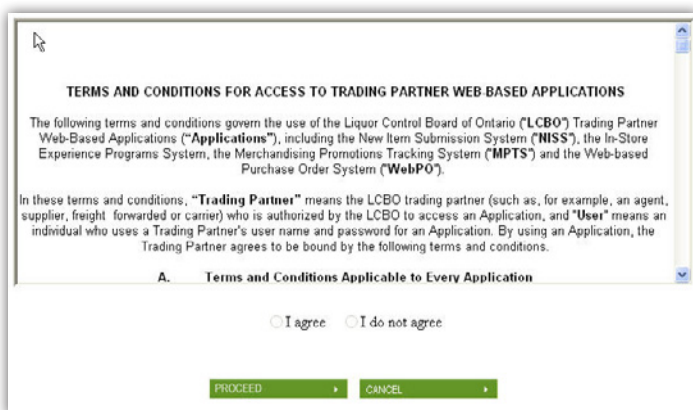 TERMS AND CONDITIONS FOR ACCESS TO TRADING PARTNER WEB-BASED APPLICATIONS
The following terms and conditions govern the use of the Liquor Control Board of Ontario ("LCBO") Trading Partner
Web-Based Applications ("Applications"), including the New Item Submission System ("NISS"), the In-Store
Experience Programs System, the Merchandising Promotions Tracking System ("MPTS") and the Web-based
Purchase Order System ("WebPO").
In these terms and conditions, "Trading Partner" means the LCBO trading partner (such as, for example, an agent,
supplier, freight forwarded or carrier) who is authorized by the LCBO to access an Application, and "User" means an
individual who uses a Trading Partner's user name and password for an Application. By using an Application, the
Trading Partner agrees to be bound by the following terms and conditions.
A. Terms and Conditions Applicable to Every Application
I agree I do not agree
PROCEED CANCEL